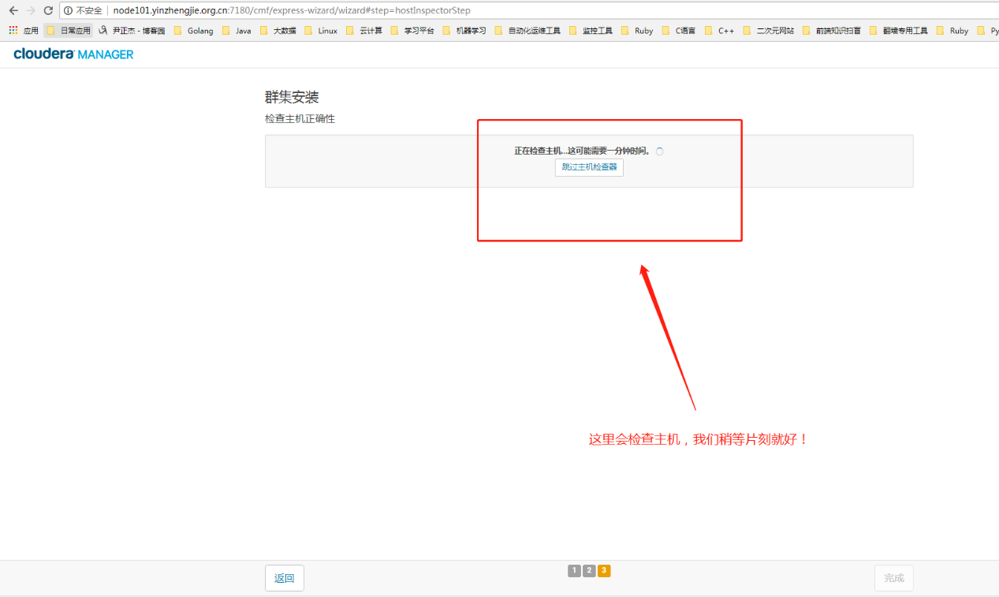 不安全 node101.yinzhengjie.org.cn:7180/cmf/express-wizard/wizard#step=hostInspectorStep
应用 日常应用 尹正杰 - 博客园 Golang Java 大数据 Linux 云计算 学习平台 机器学习 自动化运维工具 监控工具 Ruby C语言 C++ 二次元网站 前端知识扫盲 翻墙专用工具 Ruby Py
cloudera MANAGER
群集安装
检查主机正确性
正在检查主机...这可能需要一分钟时间。
跳过主机检查器
这里会检查主机，我们稍等片刻就好！
返回 1 2 3 完成